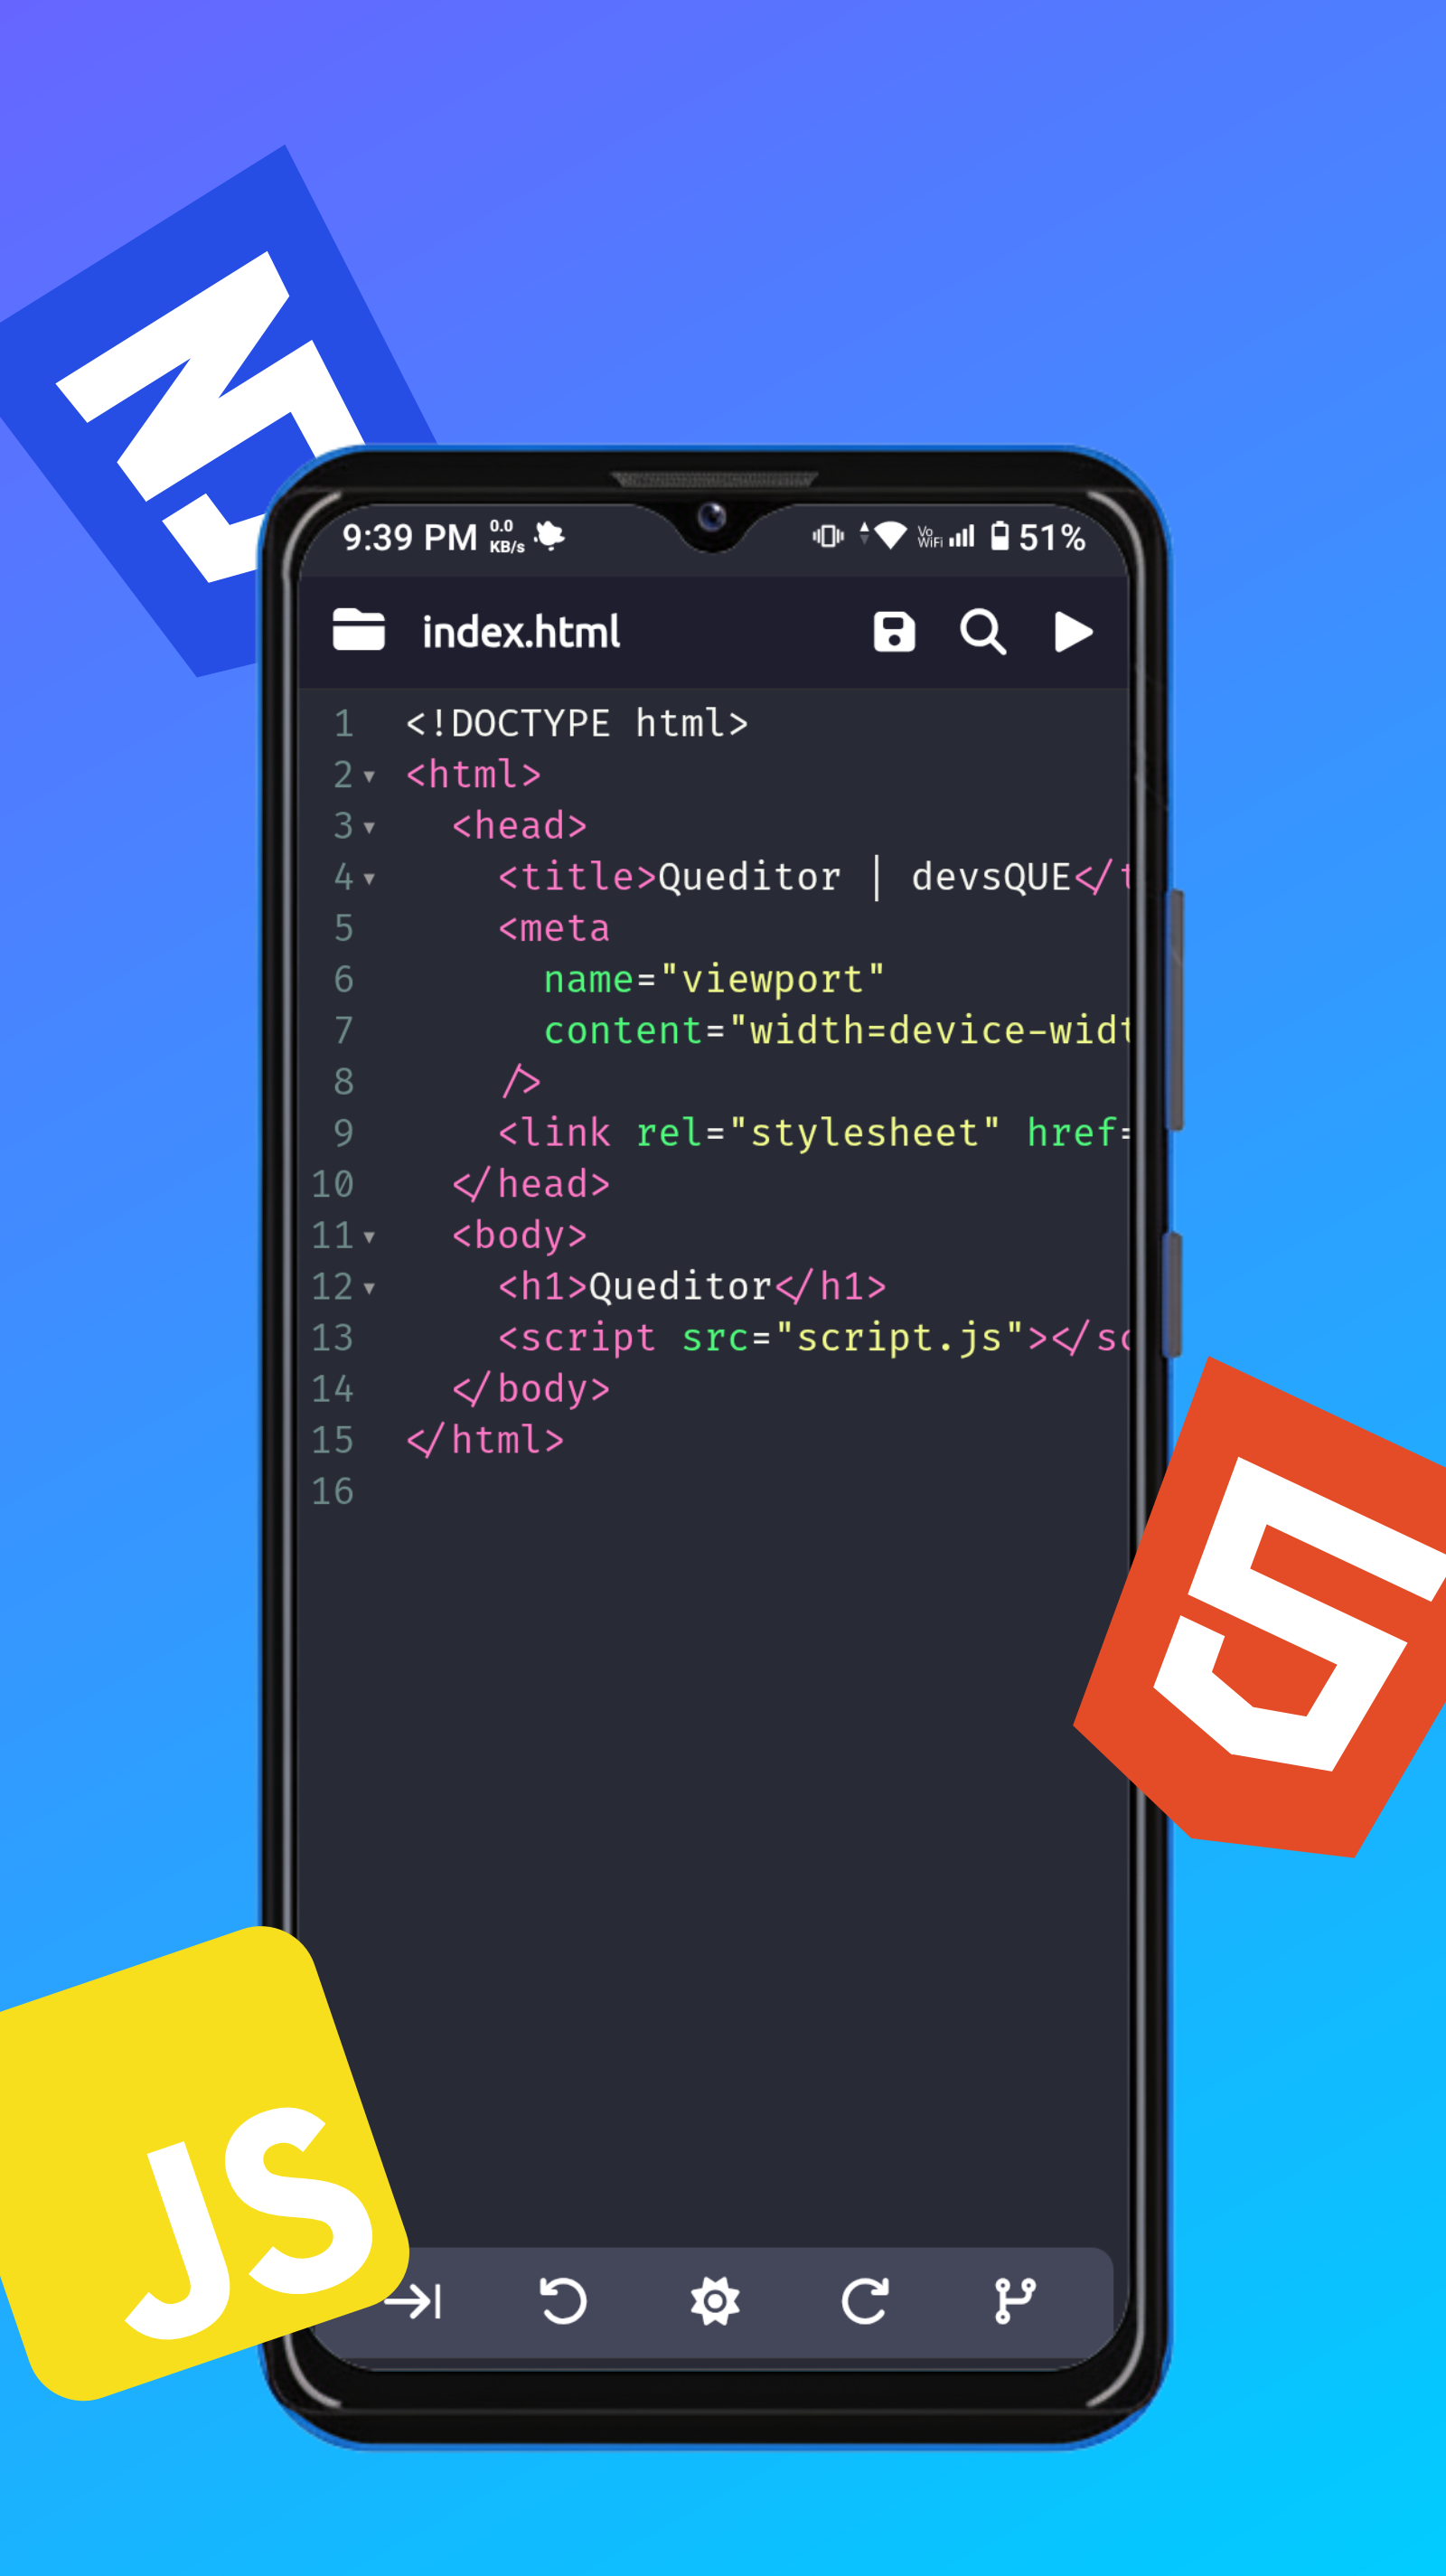 3
9:39 PM 0.0 KB/s Vo WiFi 51%
index.html
1 <!DOCTYPE html>
2 <html>
3 <head>
4 <title>Queditor | devsQUE</t
5 <meta
6 name="viewport"
7 content="width=device-widt
8 />
9 <link rel="stylesheet" href=
10 </head>
11 <body>
12 <h1>Queditor</h1>
13 <script src="script.js"></sc
14 </body>
15 </html>
16
5
JS